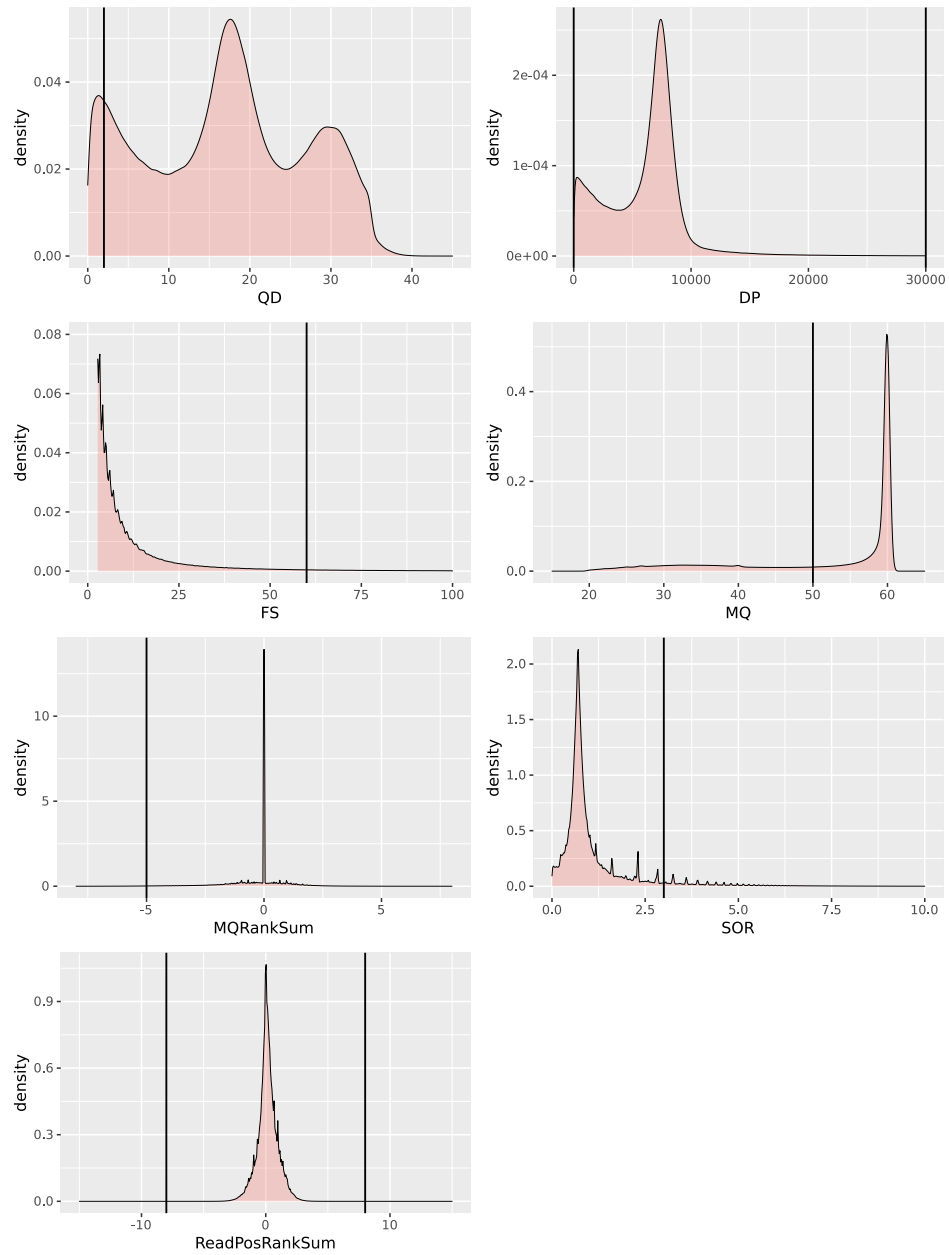 density
0.04
0.02
0.00
0 10 20 30 40
QD
density
2e-04
1e-04
0e+00
0 10000 20000 30000
DP
density
0.08
0.06
0.04
0.02
0.00
0 25 50 75 100
FS
density
0.4
0.2
0.0
20 30 40 50 60
MQ
density
10
5
0
-5 0 5
MQRankSum
density
2.0
1.5
1.0
0.5
0.0
0.0 2.5 5.0 7.5 10.0
SOR
density
0.9
0.6
0.3
0.0
-10 0 10
ReadPosRankSum